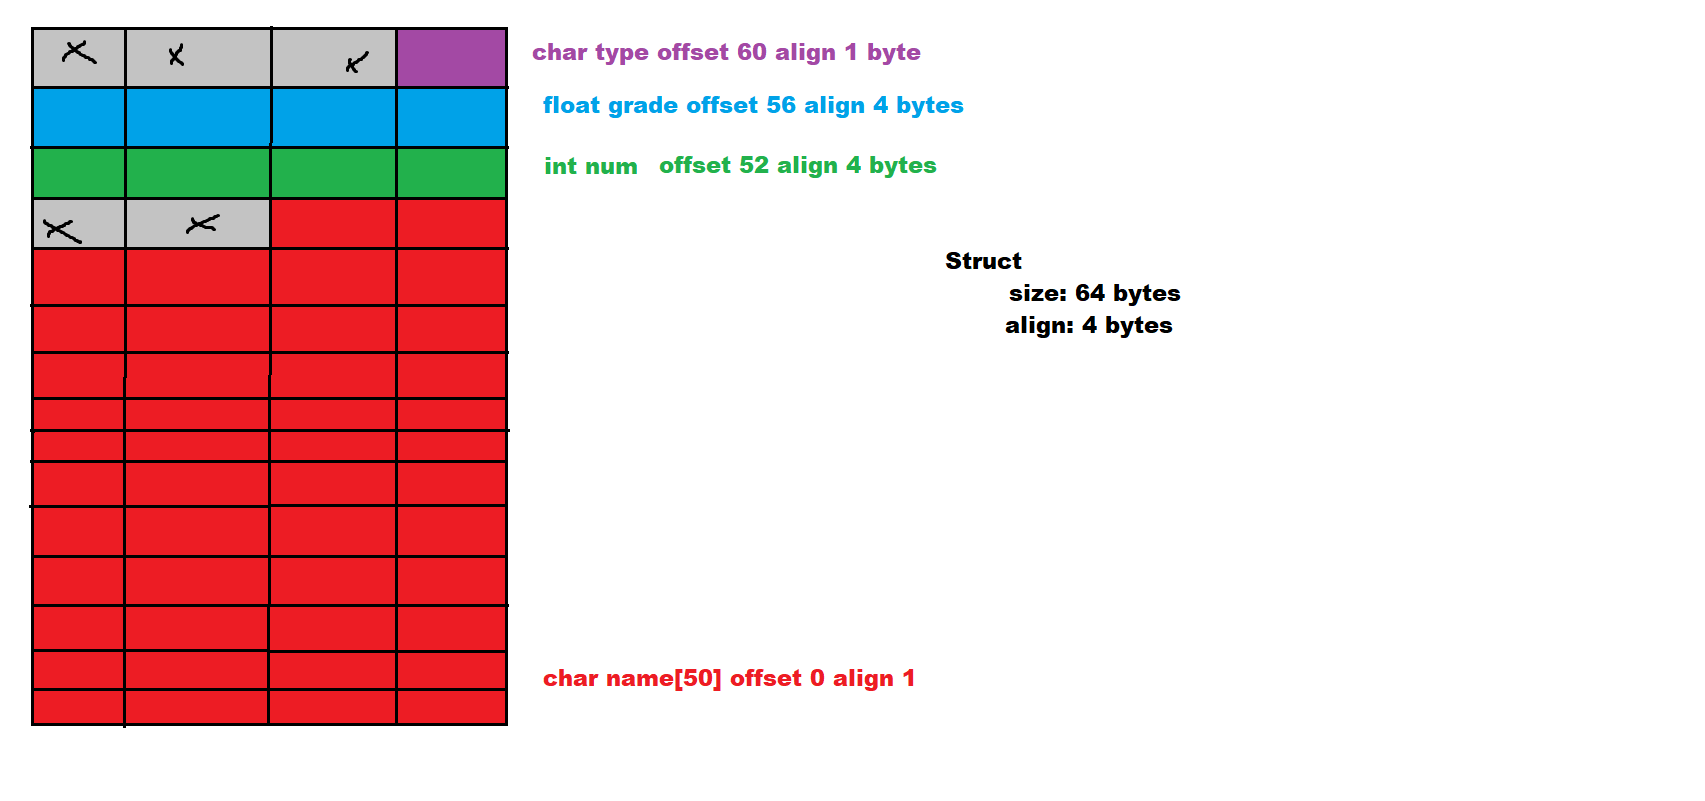 char type offset 60 align 1 byte
float grade offset 56 align 4 bytes
int num offset 52 align 4 bytes
Struct
size: 64 bytes
align: 4 bytes
char name[50] offset 0 align 1